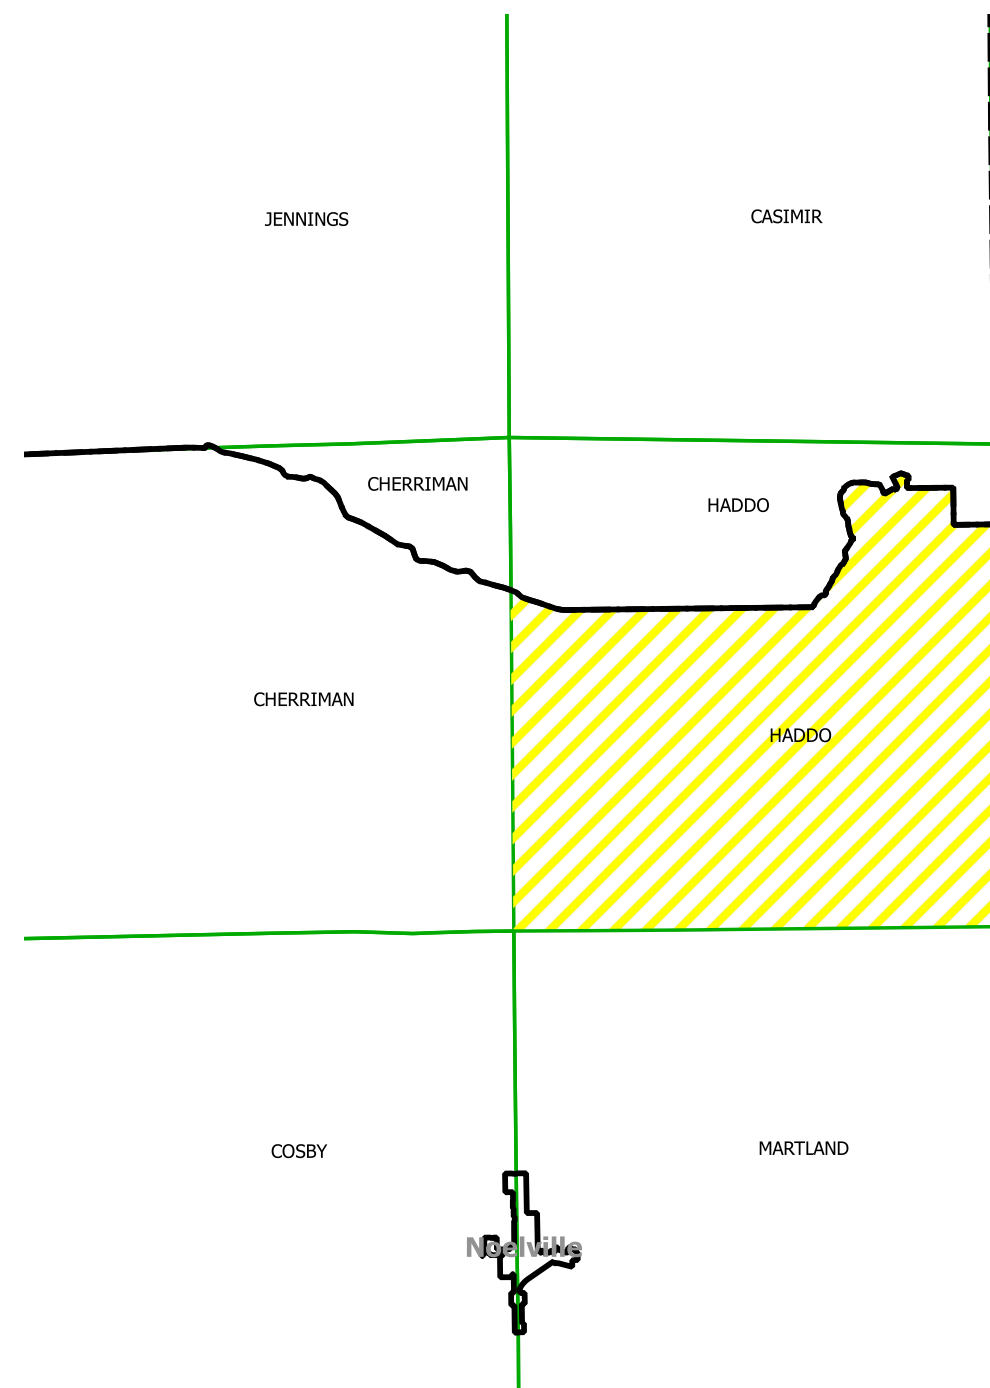 JENNINGS
CASIMIR
CHERRIMAN
HADDO
CHERRIMAN
HADDO
COSBY
MARTLAND
Noelville